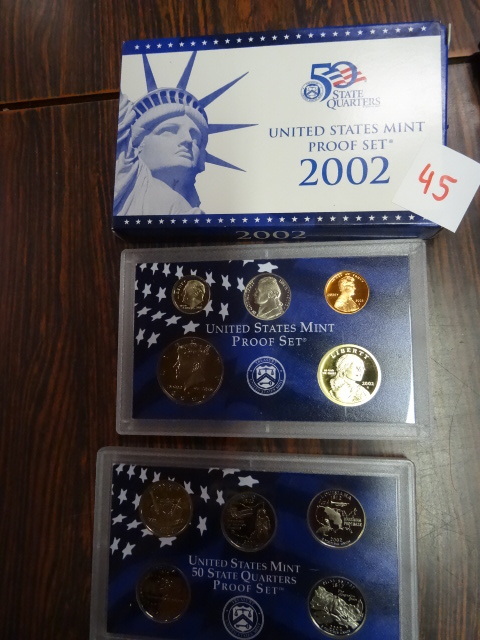 50
STATE
QUARTERS
UNITED STATES MINT
PROOF SET®
2002
45
2002
UNITED STATES MINT
PROOF SET®
LIBERTY
2002
UNITED STATES MINT
50 STATE QUARTERS
PROOF SET™